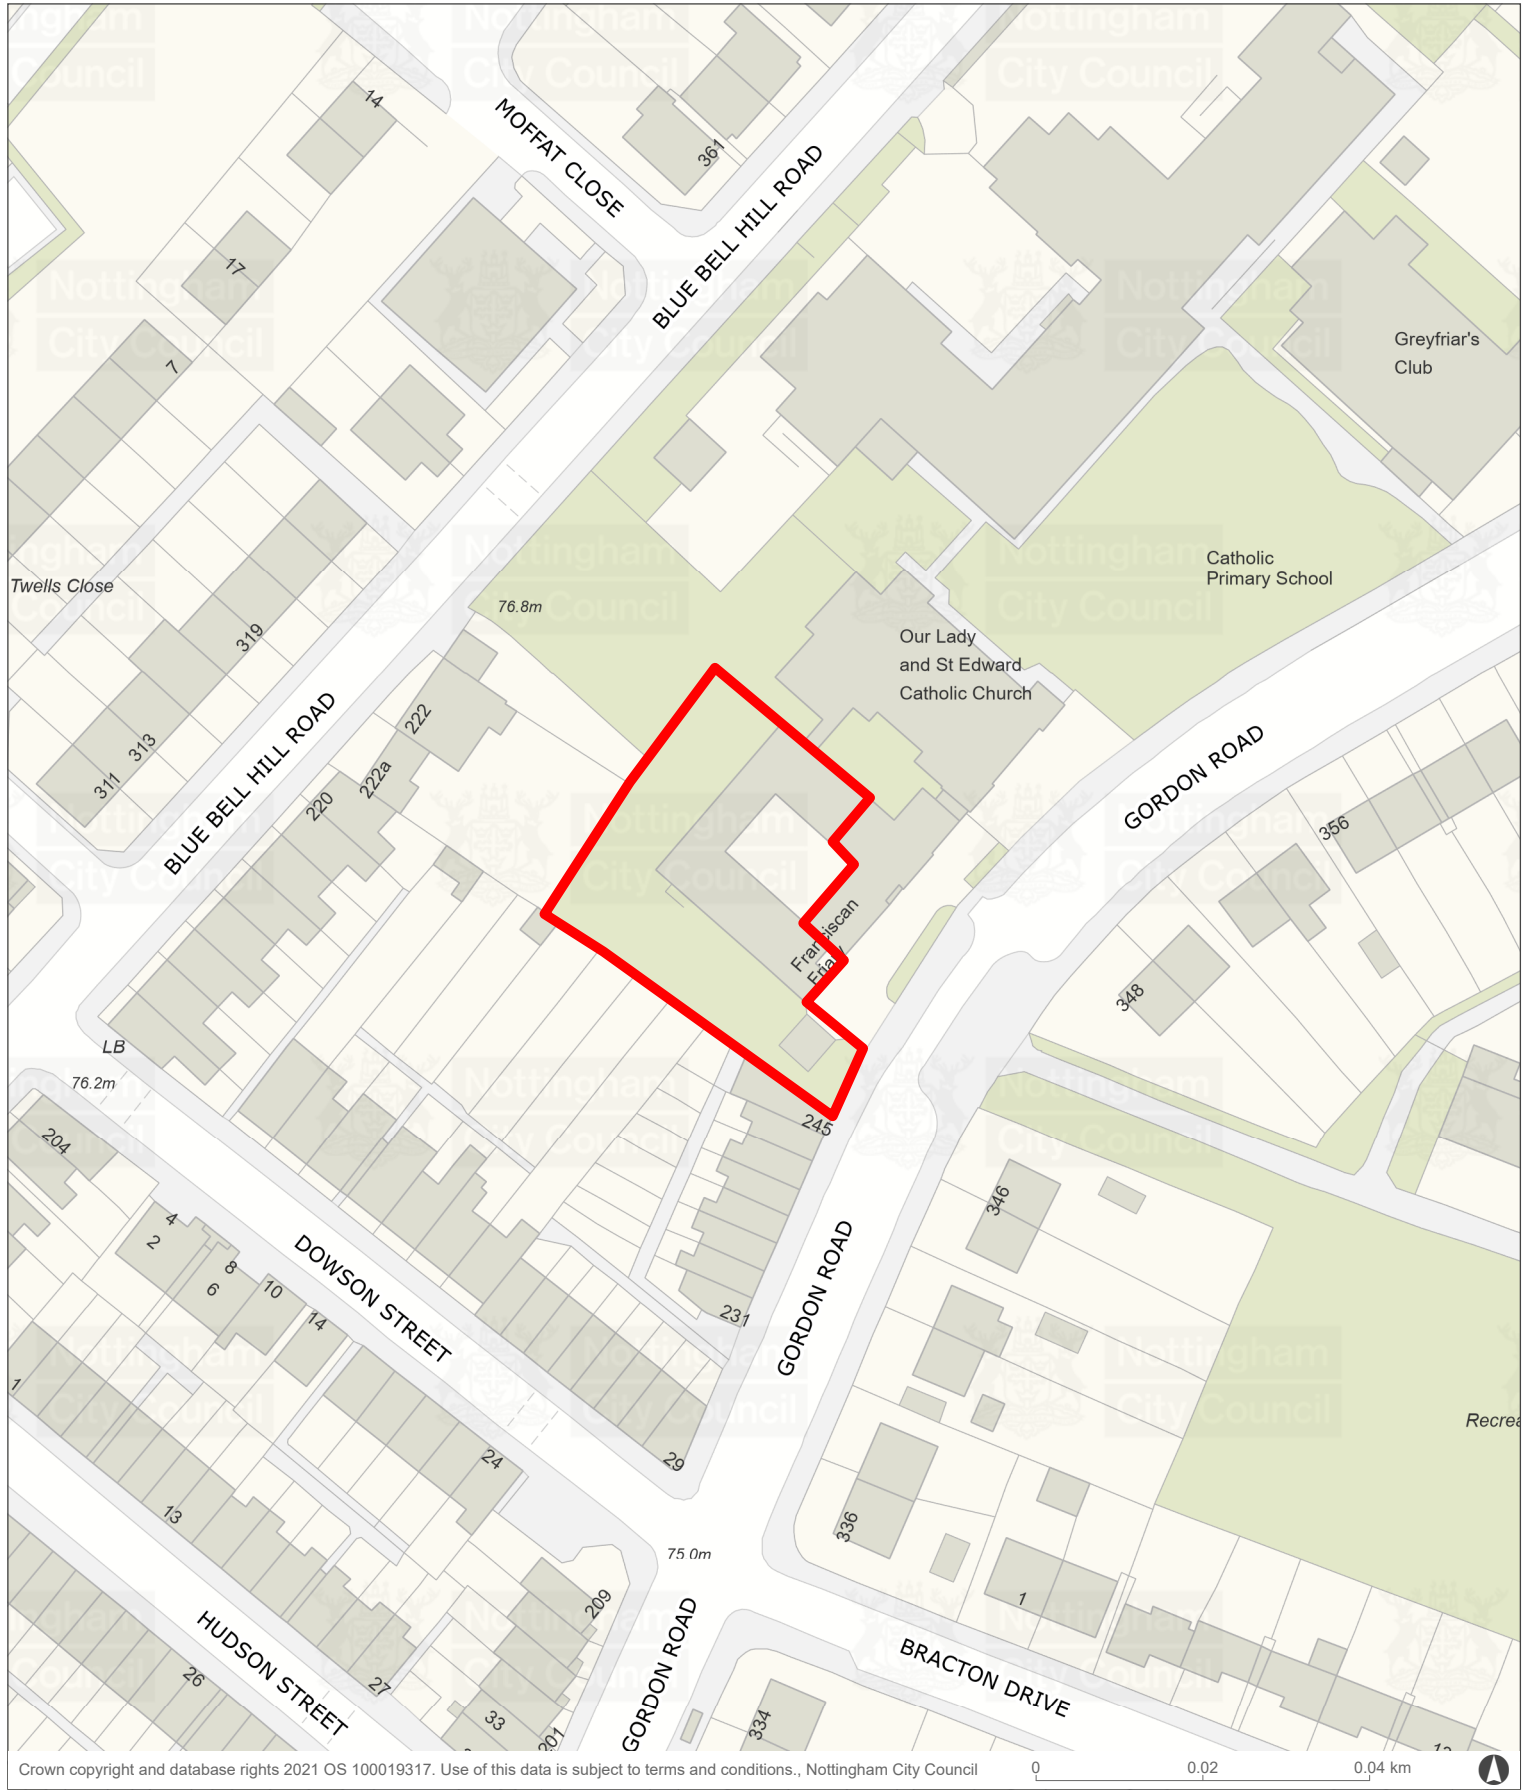 14
MOFFAT CLOSE
361
BLUE BELL HILL ROAD
17
7
Greyfriar's
Club
Catholic
Primary School
Twells Close
76.8m
319
Our Lady
and St Edward
Catholic Church
222
313
311
222a
220
BLUE BELL HILL ROAD
GORDON ROAD
356
Franciscan
Friary
348
LB
76.2m
245
204
346
4
2
8
6
10
14
DOWSON STREET
231
GORDON ROAD
1
Recrea
24
29
13
336
75.0m
209
1
HUDSON STREET
26
27
GORDON ROAD
BRACTON DRIVE
33
201
334
Nottingham
City Council
Crown copyright and database rights 2021 OS 100019317. Use of this data is subject to terms and conditions., Nottingham City Council
0 0.02 0.04 km